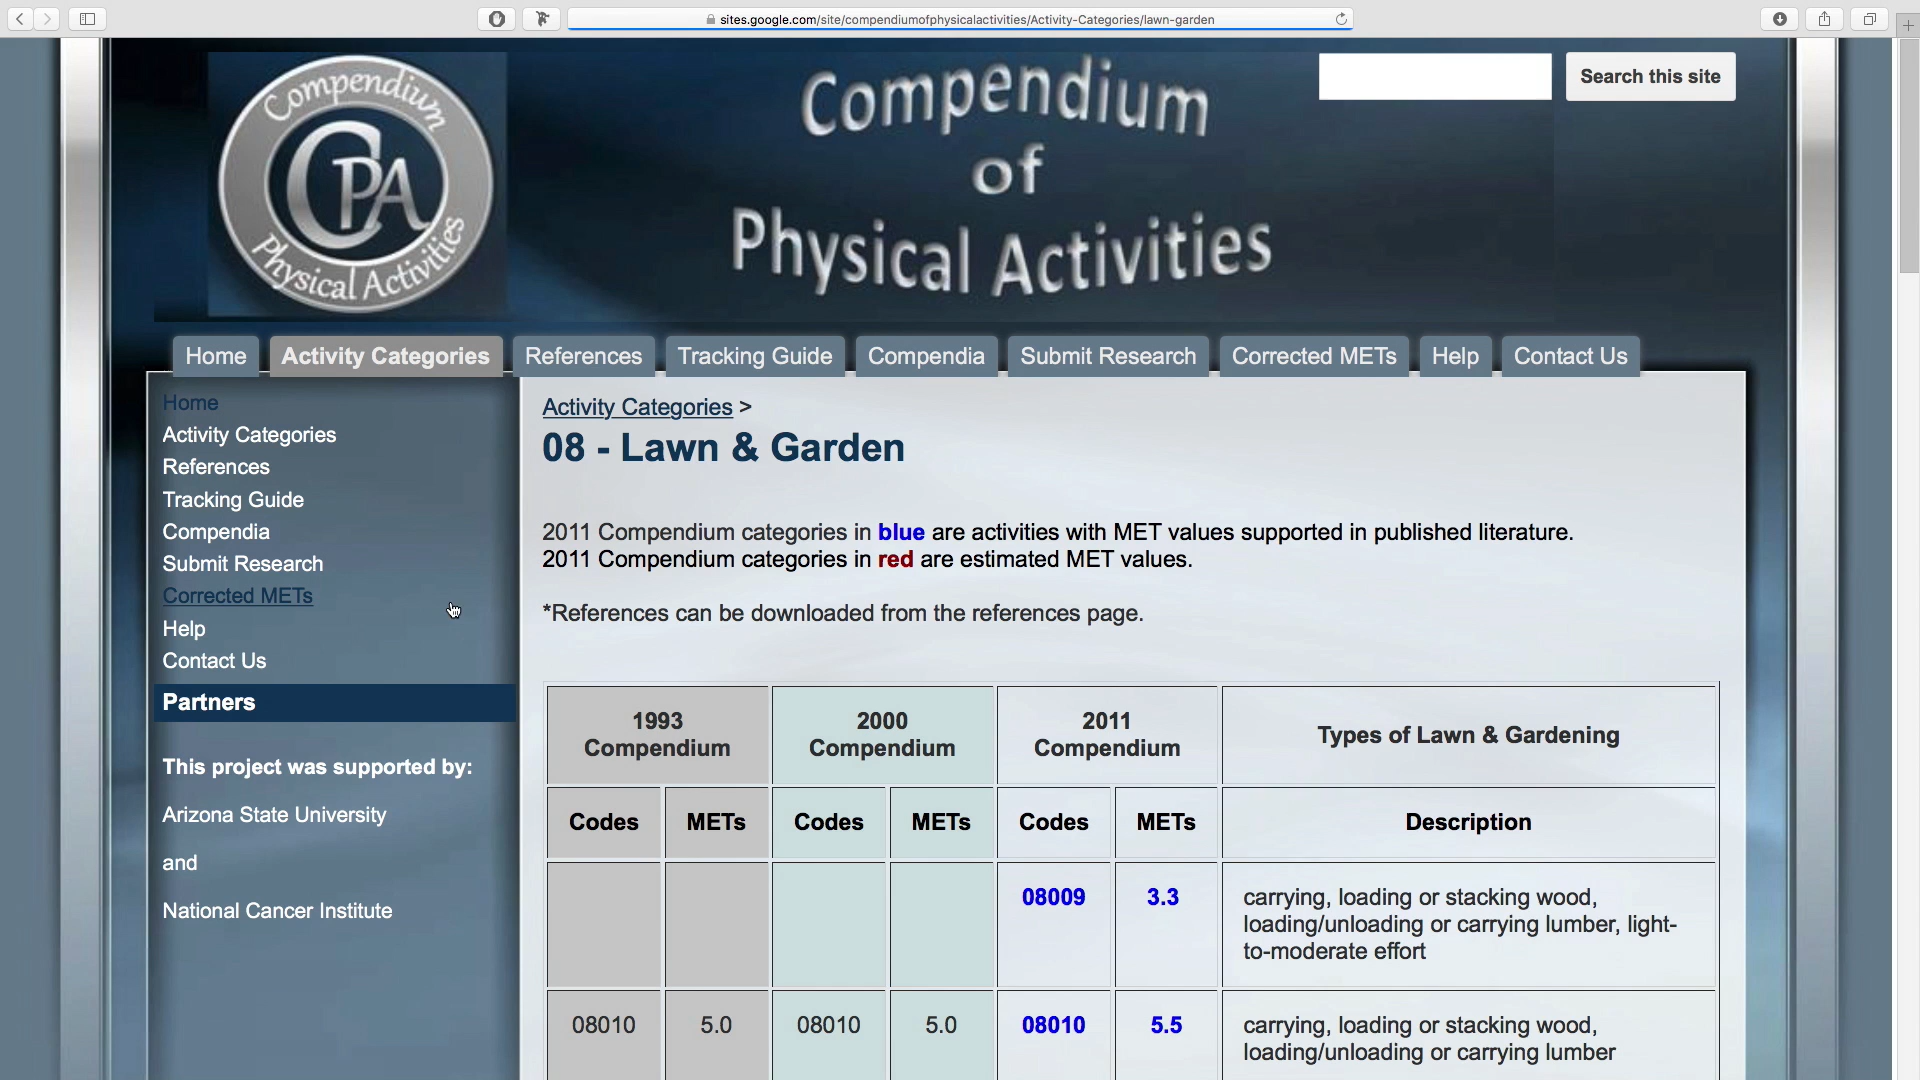 sites.google.com/site/compendiumofphysicalactivities/Activity-Categories/lawn-garden
Compendium
CPA
Physical Activities
Compendium
of
Physical Activities
Search this site
Home Activity Categories References Tracking Guide Compendia Submit Research Corrected METs Help Contact Us
Home
Activity Categories
References
Tracking Guide
Compendia
Submit Research
Corrected METs
Help
Contact Us
Partners
This project was supported by:
Arizona State University
and
National Cancer Institute
Activity Categories >
08 - Lawn & Garden
2011 Compendium categories in blue are activities with MET values supported in published literature.
2011 Compendium categories in red are estimated MET values.
*References can be downloaded from the references page.
1993
Compendium
2000
Compendium
2011
Compendium
Types of Lawn & Gardening
Codes METs Codes METs Codes METs Description
08009 3.3 carrying, loading or stacking wood,
loading/unloading or carrying lumber, light-
to-moderate effort
08010 5.0 08010 5.0 08010 5.5 carrying, loading or stacking wood,
loading/unloading or carrying lumber